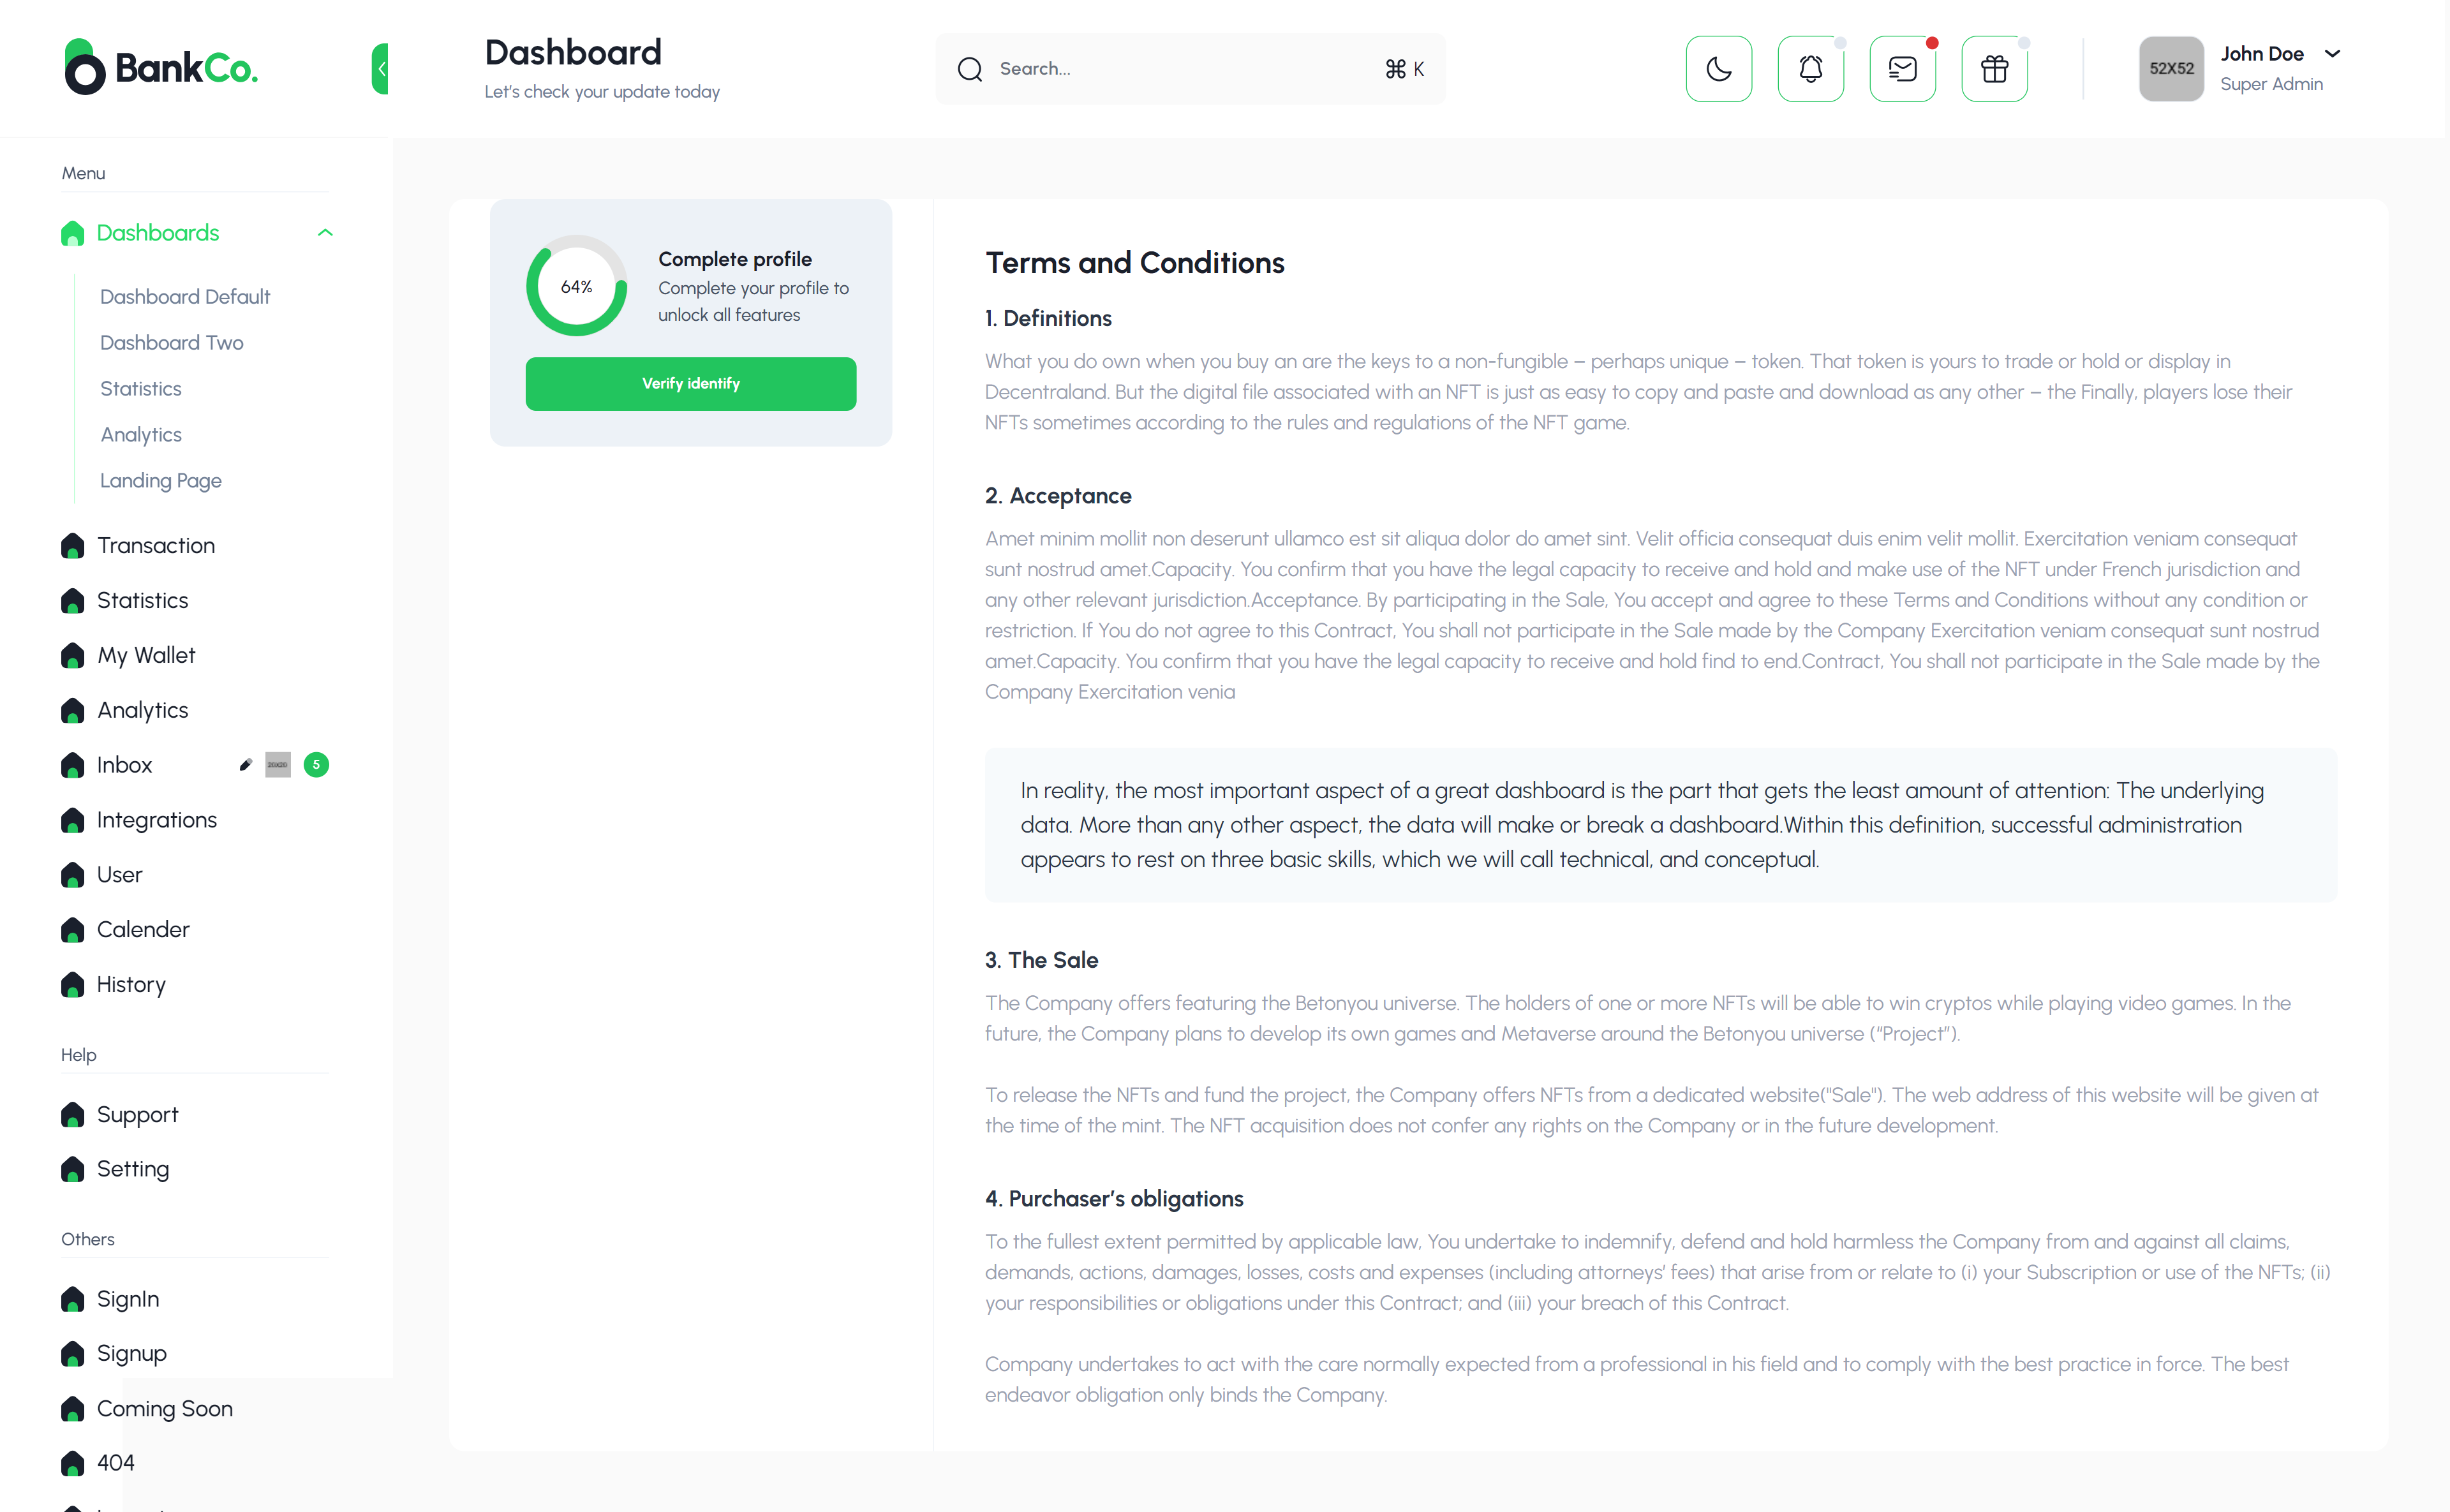 BankCo.
Dashboard
Let's check your update today
Search...
⌘ K
52X52
John Doe
Super Admin
Menu
Dashboards
Dashboard Default
Dashboard Two
Statistics
Analytics
Landing Page
Transaction
Statistics
My Wallet
Analytics
Inbox
20X20
5
Integrations
User
Calender
History
Help
Support
Setting
Others
SignIn
Signup
Coming Soon
404
64%
Complete profile
Complete your profile to
unlock all features
Verify identify
Terms and Conditions
1. Definitions
What you do own when you buy an are the keys to a non-fungible – perhaps unique – token. That token is yours to trade or hold or display in
Decentraland. But the digital file associated with an NFT is just as easy to copy and paste and download as any other – the Finally, players lose their
NFTs sometimes according to the rules and regulations of the NFT game.
2. Acceptance
Amet minim mollit non deserunt ullamco est sit aliqua dolor do amet sint. Velit officia consequat duis enim velit mollit. Exercitation veniam consequat
sunt nostrud amet.Capacity. You confirm that you have the legal capacity to receive and hold and make use of the NFT under French jurisdiction and
any other relevant jurisdiction.Acceptance. By participating in the Sale, You accept and agree to these Terms and Conditions without any condition or
restriction. If You do not agree to this Contract, You shall not participate in the Sale made by the Company Exercitation veniam consequat sunt nostrud
amet.Capacity. You confirm that you have the legal capacity to receive and hold find to end.Contract, You shall not participate in the Sale made by the
Company Exercitation venia
In reality, the most important aspect of a great dashboard is the part that gets the least amount of attention: The underlying
data. More than any other aspect, the data will make or break a dashboard.Within this definition, successful administration
appears to rest on three basic skills, which we will call technical, and conceptual.
3. The Sale
The Company offers featuring the Betonyou universe. The holders of one or more NFTs will be able to win cryptos while playing video games. In the
future, the Company plans to develop its own games and Metaverse around the Betonyou universe (“Project”).
To release the NFTs and fund the project, the Company offers NFTs from a dedicated website("Sale"). The web address of this website will be given at
the time of the mint. The NFT acquisition does not confer any rights on the Company or in the future development.
4. Purchaser’s obligations
To the fullest extent permitted by applicable law, You undertake to indemnify, defend and hold harmless the Company from and against all claims,
demands, actions, damages, losses, costs and expenses (including attorneys’ fees) that arise from or relate to (i) your Subscription or use of the NFTs; (ii)
your responsibilities or obligations under this Contract; and (iii) your breach of this Contract.
Company undertakes to act with the care normally expected from a professional in his field and to comply with the best practice in force. The best
endeavor obligation only binds the Company.